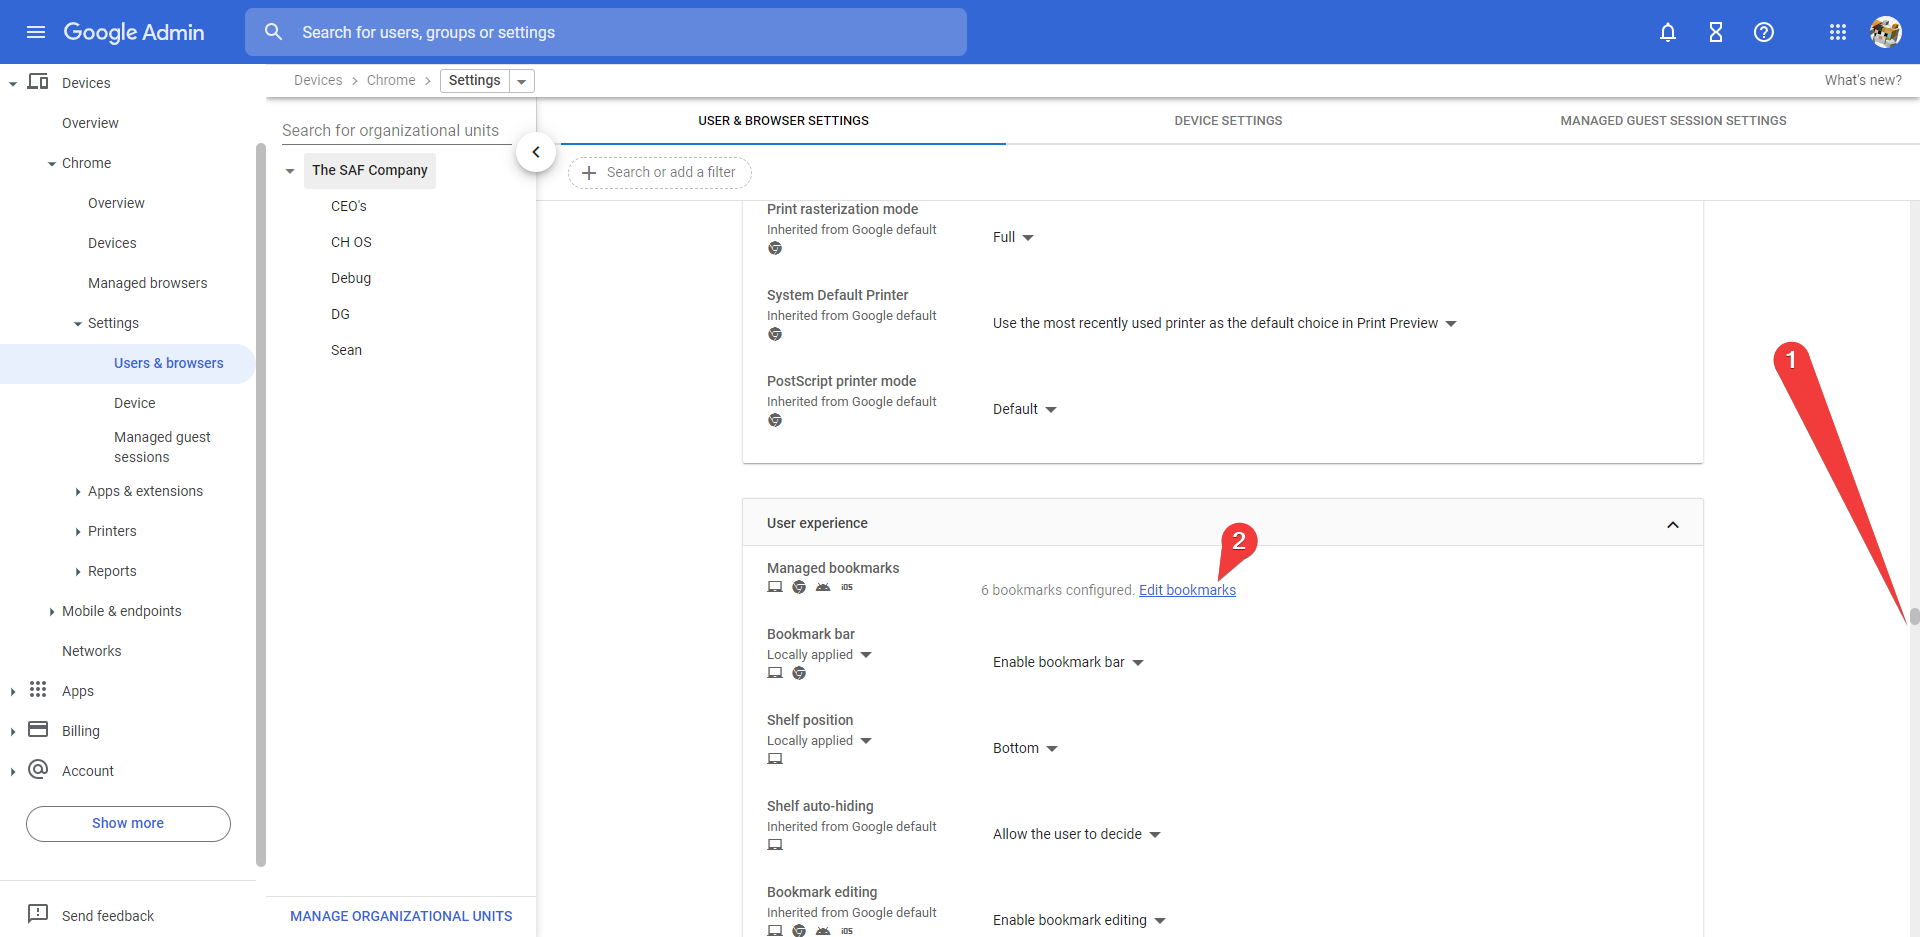 Google Admin
Search for users, groups or settings
Devices
Overview
Chrome
Overview
Devices
Managed browsers
Settings
Users & browsers
Device
Managed guest
sessions
Apps & extensions
Printers
Reports
Mobile & endpoints
Networks
Apps
Billing
Account
Show more
Send feedback
Devices > Chrome > Settings
What's new?
Search for organizational units
The SAF Company
CEO's
CH OS
Debug
DG
Sean
MANAGE ORGANIZATIONAL UNITS
USER & BROWSER SETTINGS
DEVICE SETTINGS
MANAGED GUEST SESSION SETTINGS
Search or add a filter
Print rasterization mode
Inherited from Google default
Full
System Default Printer
Inherited from Google default
Use the most recently used printer as the default choice in Print Preview
PostScript printer mode
Inherited from Google default
Default
1
User experience
2
Managed bookmarks
iOS
6 bookmarks configured. Edit bookmarks
Bookmark bar
Locally applied
Enable bookmark bar
Shelf position
Locally applied
Bottom
Shelf auto-hiding
Inherited from Google default
Allow the user to decide
Bookmark editing
Inherited from Google default
iOS
Enable bookmark editing